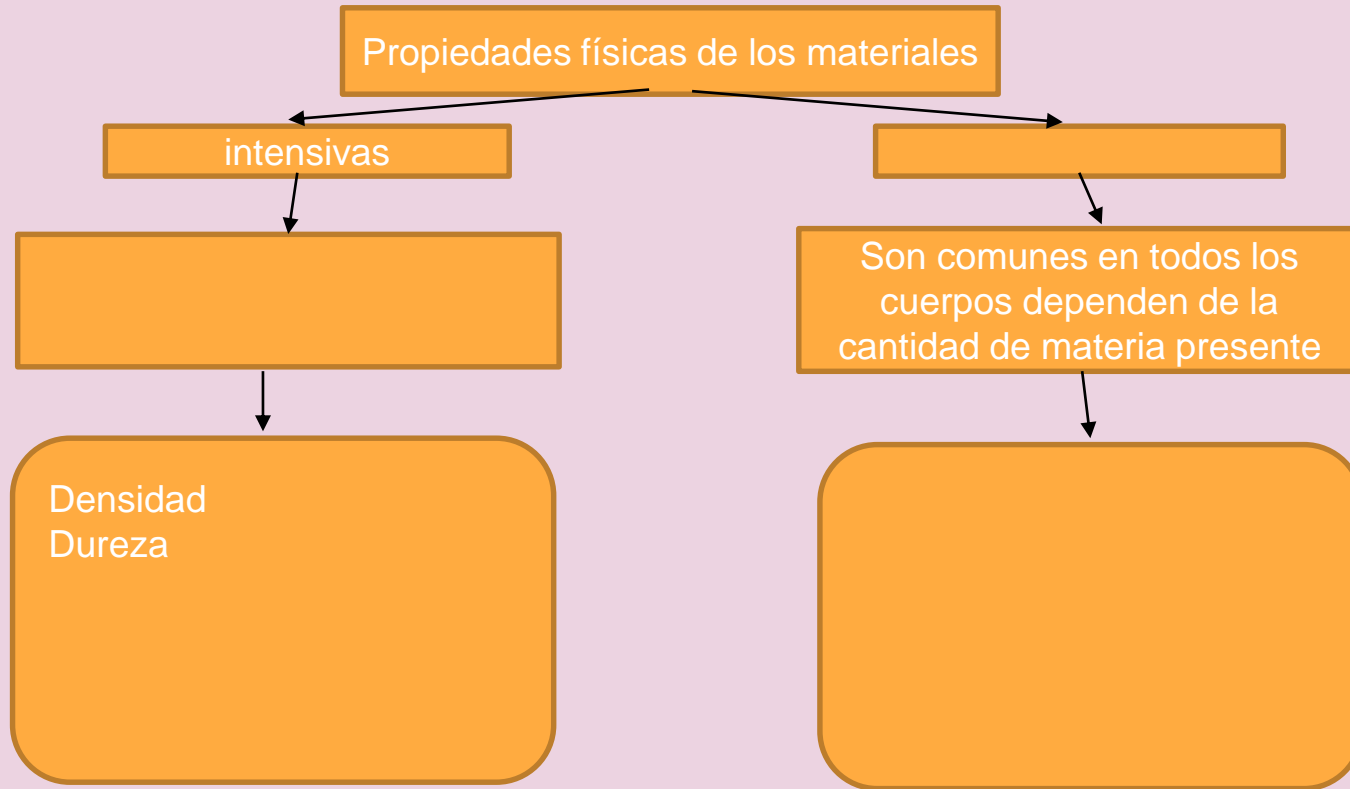 Propiedades físicas de los materiales
intensivas
Son comunes en todos los
cuerpos dependen de la
cantidad de materia presente
Densidad
Dureza